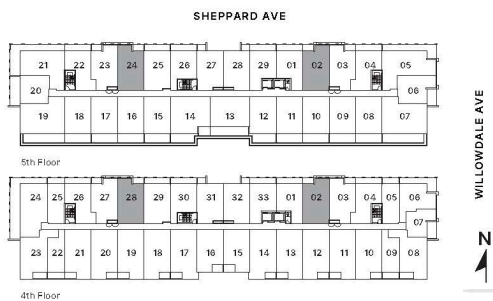 SHEPPARD AVE
21 22 23 24 25 26 27 28 29 01 02 03 04 05
20 06
19 18 17 16 15 14 13 12 11 10 09 08 07
5th Floor
WILLOWDALE AVE
24 25 26 27 28 29 30 31 32 33 01 02 03 04 05 06
07
23 22 21 20 19 18 17 16 15 14 13 12 11 10 09 08
N
4th Floor